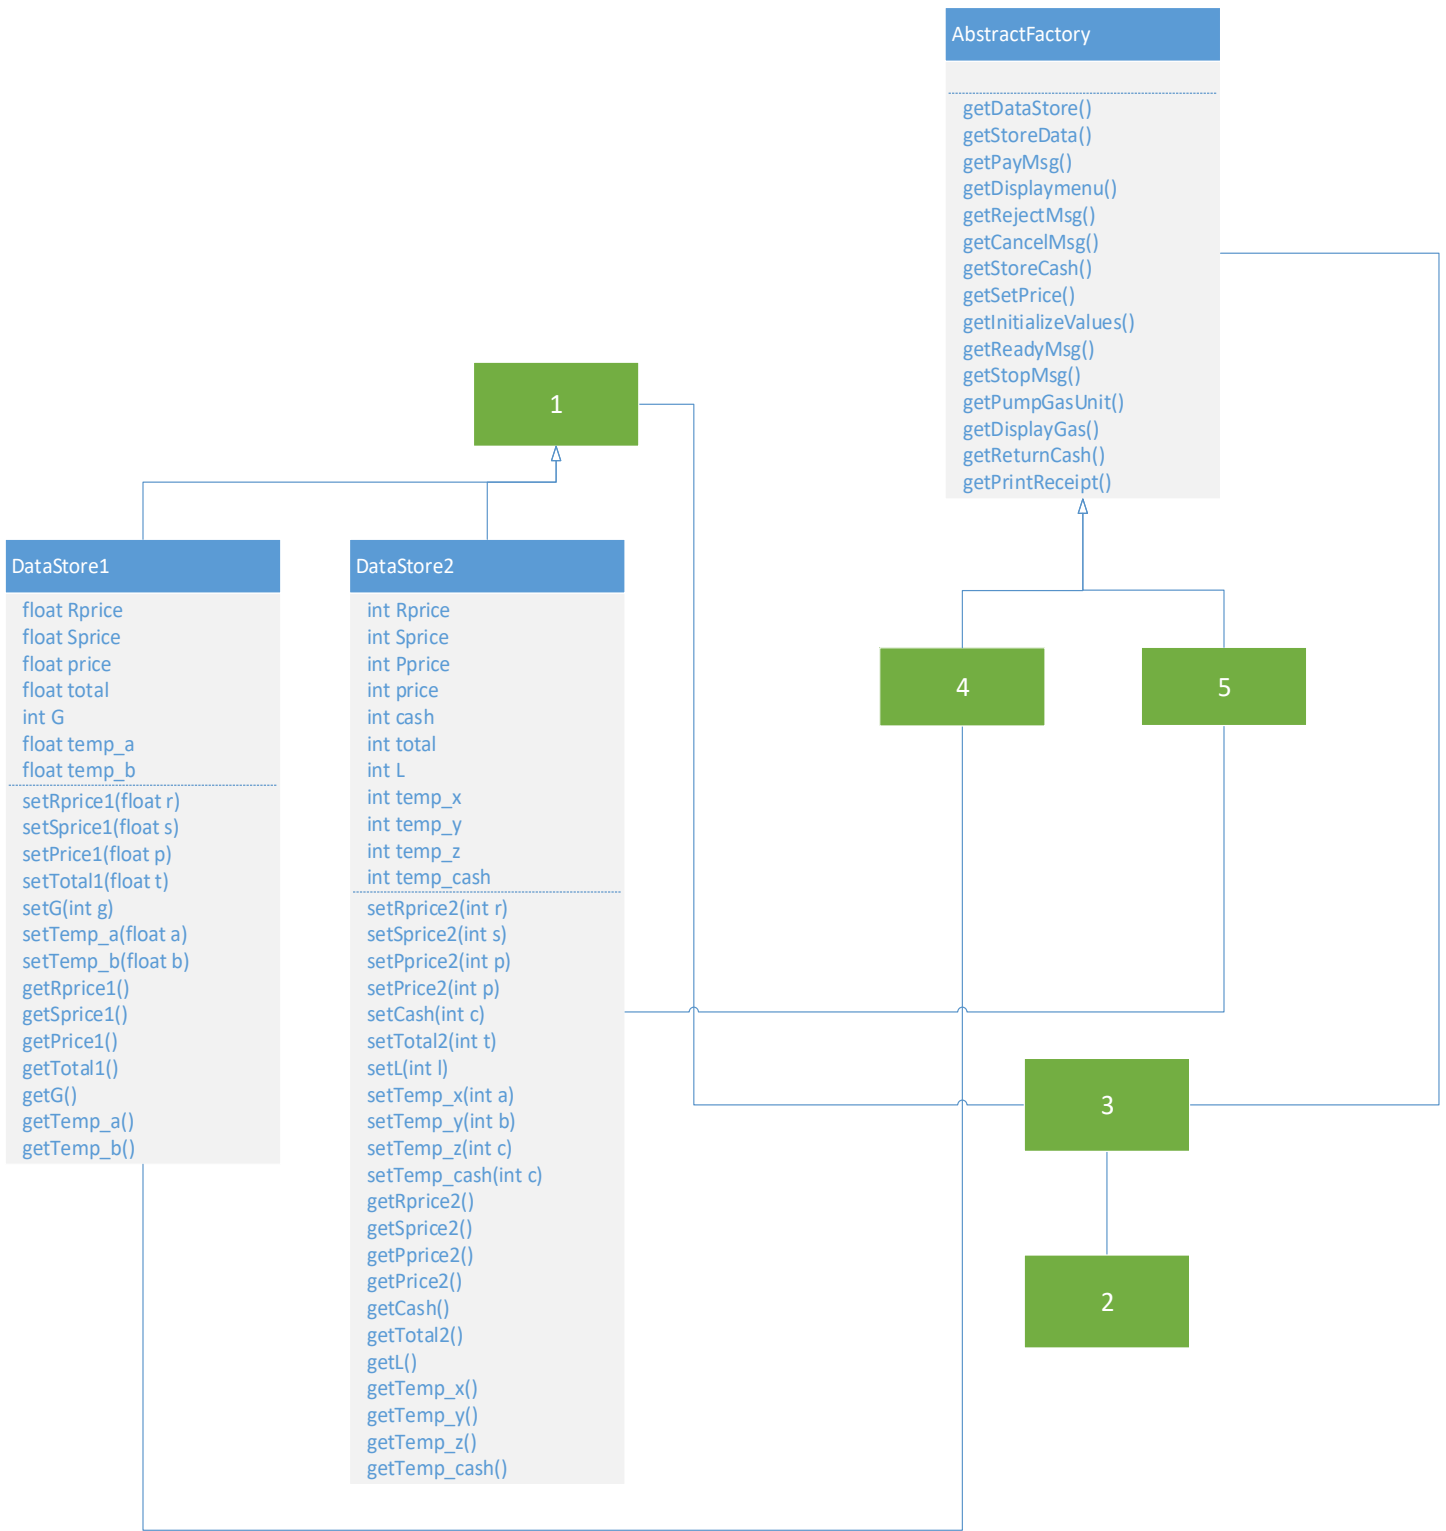 AbstractFactory
getDataStore()
getStoreData()
getPayMsg()
getDisplaymenu()
getRejectMsg()
getCancelMsg()
getStoreCash()
getSetPrice()
getInitializeValues()
getReadyMsg()
getStopMsg()
getPumpGasUnit()
getDisplayGas()
getReturnCash()
getPrintReceipt()
1
DataStore1
float Rprice
float Sprice
float price
float total
int G
float temp_a
float temp_b
setRprice1(float r)
setSprice1(float s)
setPrice1(float p)
setTotal1(float t)
setG(int g)
setTemp_a(float a)
setTemp_b(float b)
getRprice1()
getSprice1()
getPrice1()
getTotal1()
getG()
getTemp_a()
getTemp_b()
DataStore2
int Rprice
int Sprice
int Pprice
int price
int cash
int total
int L
int temp_x
int temp_y
int temp_z
int temp_cash
setRprice2(int r)
setSprice2(int s)
setPprice2(int p)
setPrice2(int p)
setCash(int c)
setTotal2(int t)
setL(int l)
setTemp_x(int a)
setTemp_y(int b)
setTemp_z(int c)
setTemp_cash(int c)
getRprice2()
getSprice2()
getPprice2()
getPrice2()
getCash()
getTotal2()
getL()
getTemp_x()
getTemp_y()
getTemp_z()
getTemp_cash()
4
5
3
2